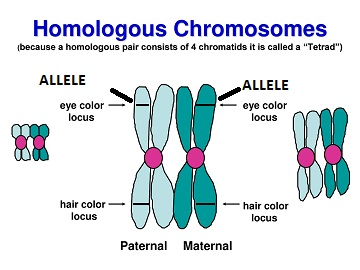 Homologous Chromosomes
(because a homologous pair consists of 4 chromatids it is called a “Tetrad”)
ALLELE
ALLELE
eye color
locus
eye color
locus
hair color
locus
hair color
locus
Paternal Maternal